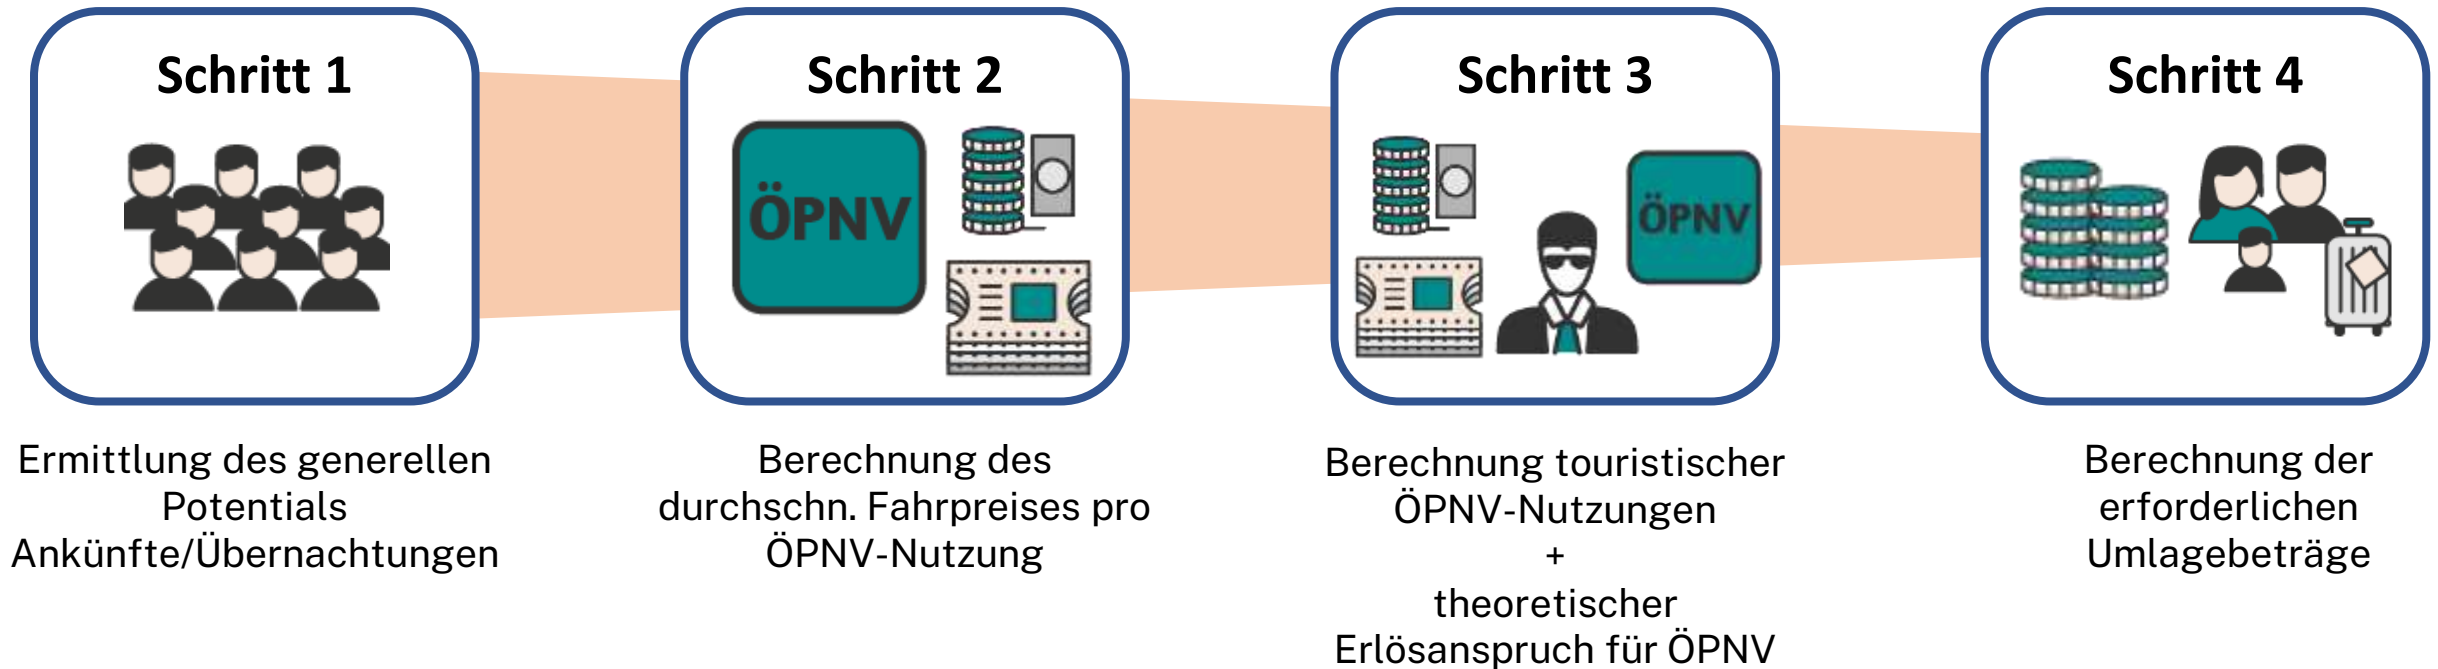 Schritt 1
Ermittlung des generellen
Potentials
Ankünfte/Übernachtungen
Schritt 2
ÖPNV
Berechnung des
durchschn. Fahrpreises pro
ÖPNV-Nutzung
Schritt 3
ÖPNV
Berechnung touristischer
ÖPNV-Nutzungen
+
theoretischer
Erlösanspruch für ÖPNV
Schritt 4
Berechnung der
erforderlichen
Umlagebeträge